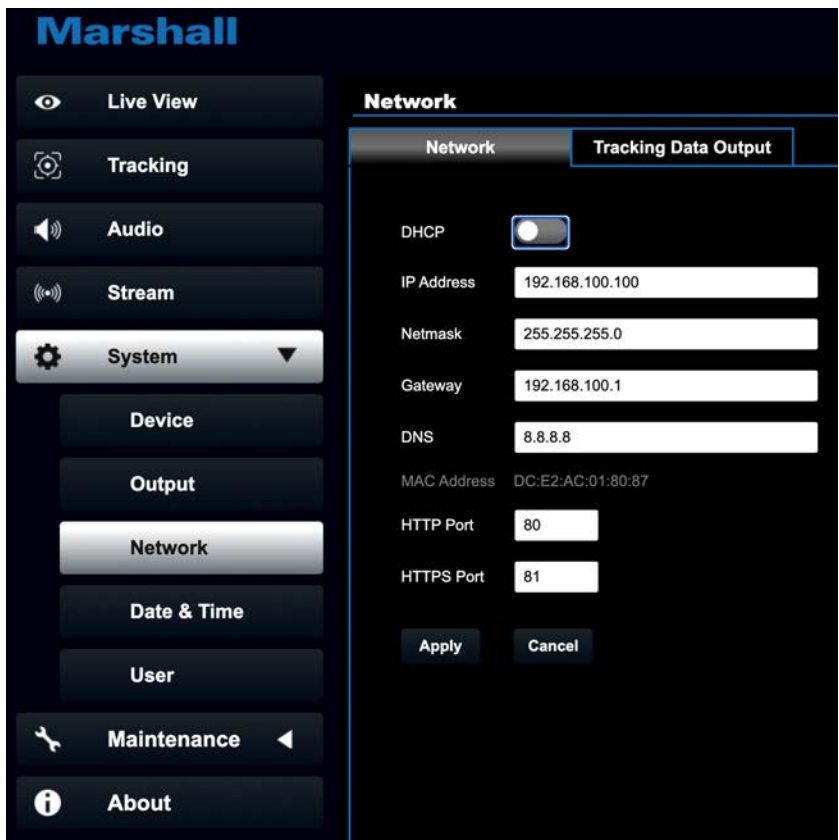 Marshall
Live View
Tracking
Audio
Stream
System
Device
Output
Network
Date & Time
User
Maintenance
About
Network
Network Tracking Data Output
DHCP
IP Address 192.168.100.100
Netmask 255.255.255.0
Gateway 192.168.100.1
DNS 8.8.8.8
MAC Address DC:E2:AC:01:80:87
HTTP Port 80
HTTPS Port 81
Apply Cancel